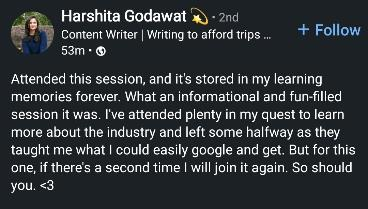 Harshita Godawat 💫 • 2nd
Content Writer | Writing to afford trips ...
53m •
+ Follow
Attended this session, and it's stored in my learning
memories forever. What an informational and fun-filled
session it was. I've attended plenty in my quest to learn
more about the industry and left some halfway as they
taught me what I could easily google and get. But for this
one, if there's a second time I will join it again. So should
you. <3